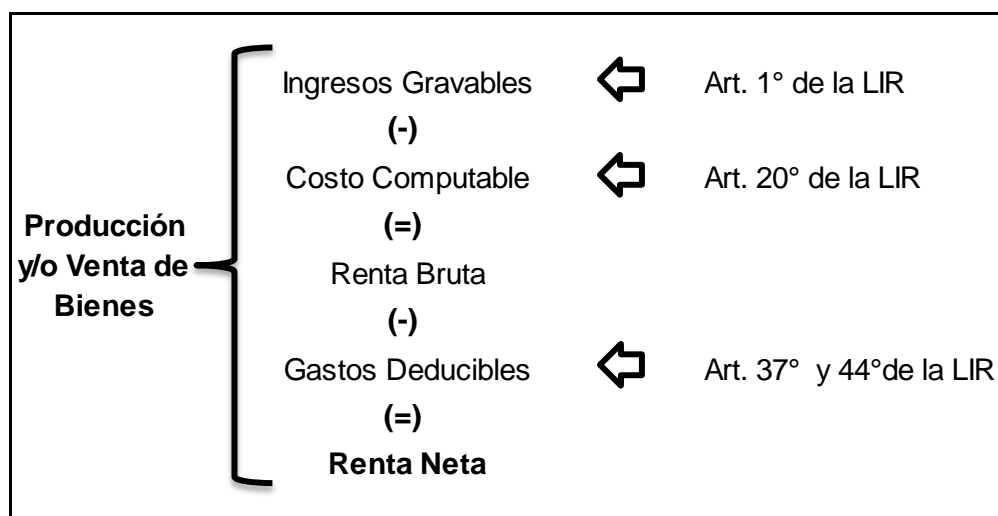 Ingresos Gravables Art. 1° de la LIR
(-)
Costo Computable Art. 20° de la LIR
(=)
Renta Bruta
(-)
Gastos Deducibles Art. 37° y 44°de la LIR
(=)
Renta Neta
Producción
y/o Venta de
Bienes